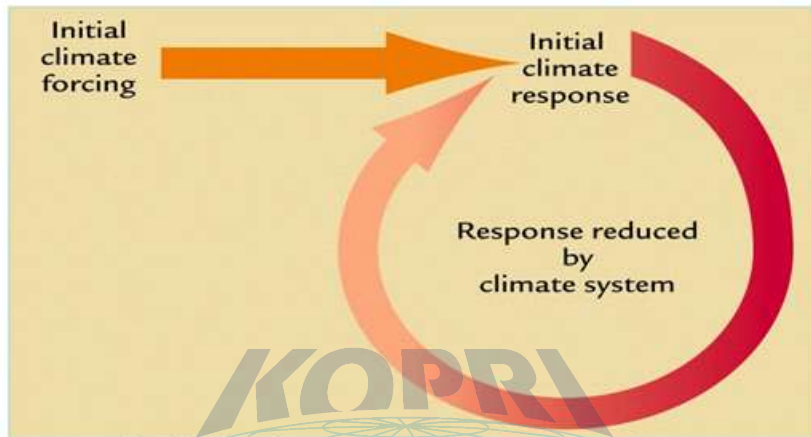 Initial
climate
forcing
Initial
climate
response
Response reduced
by
climate system
KOPRI